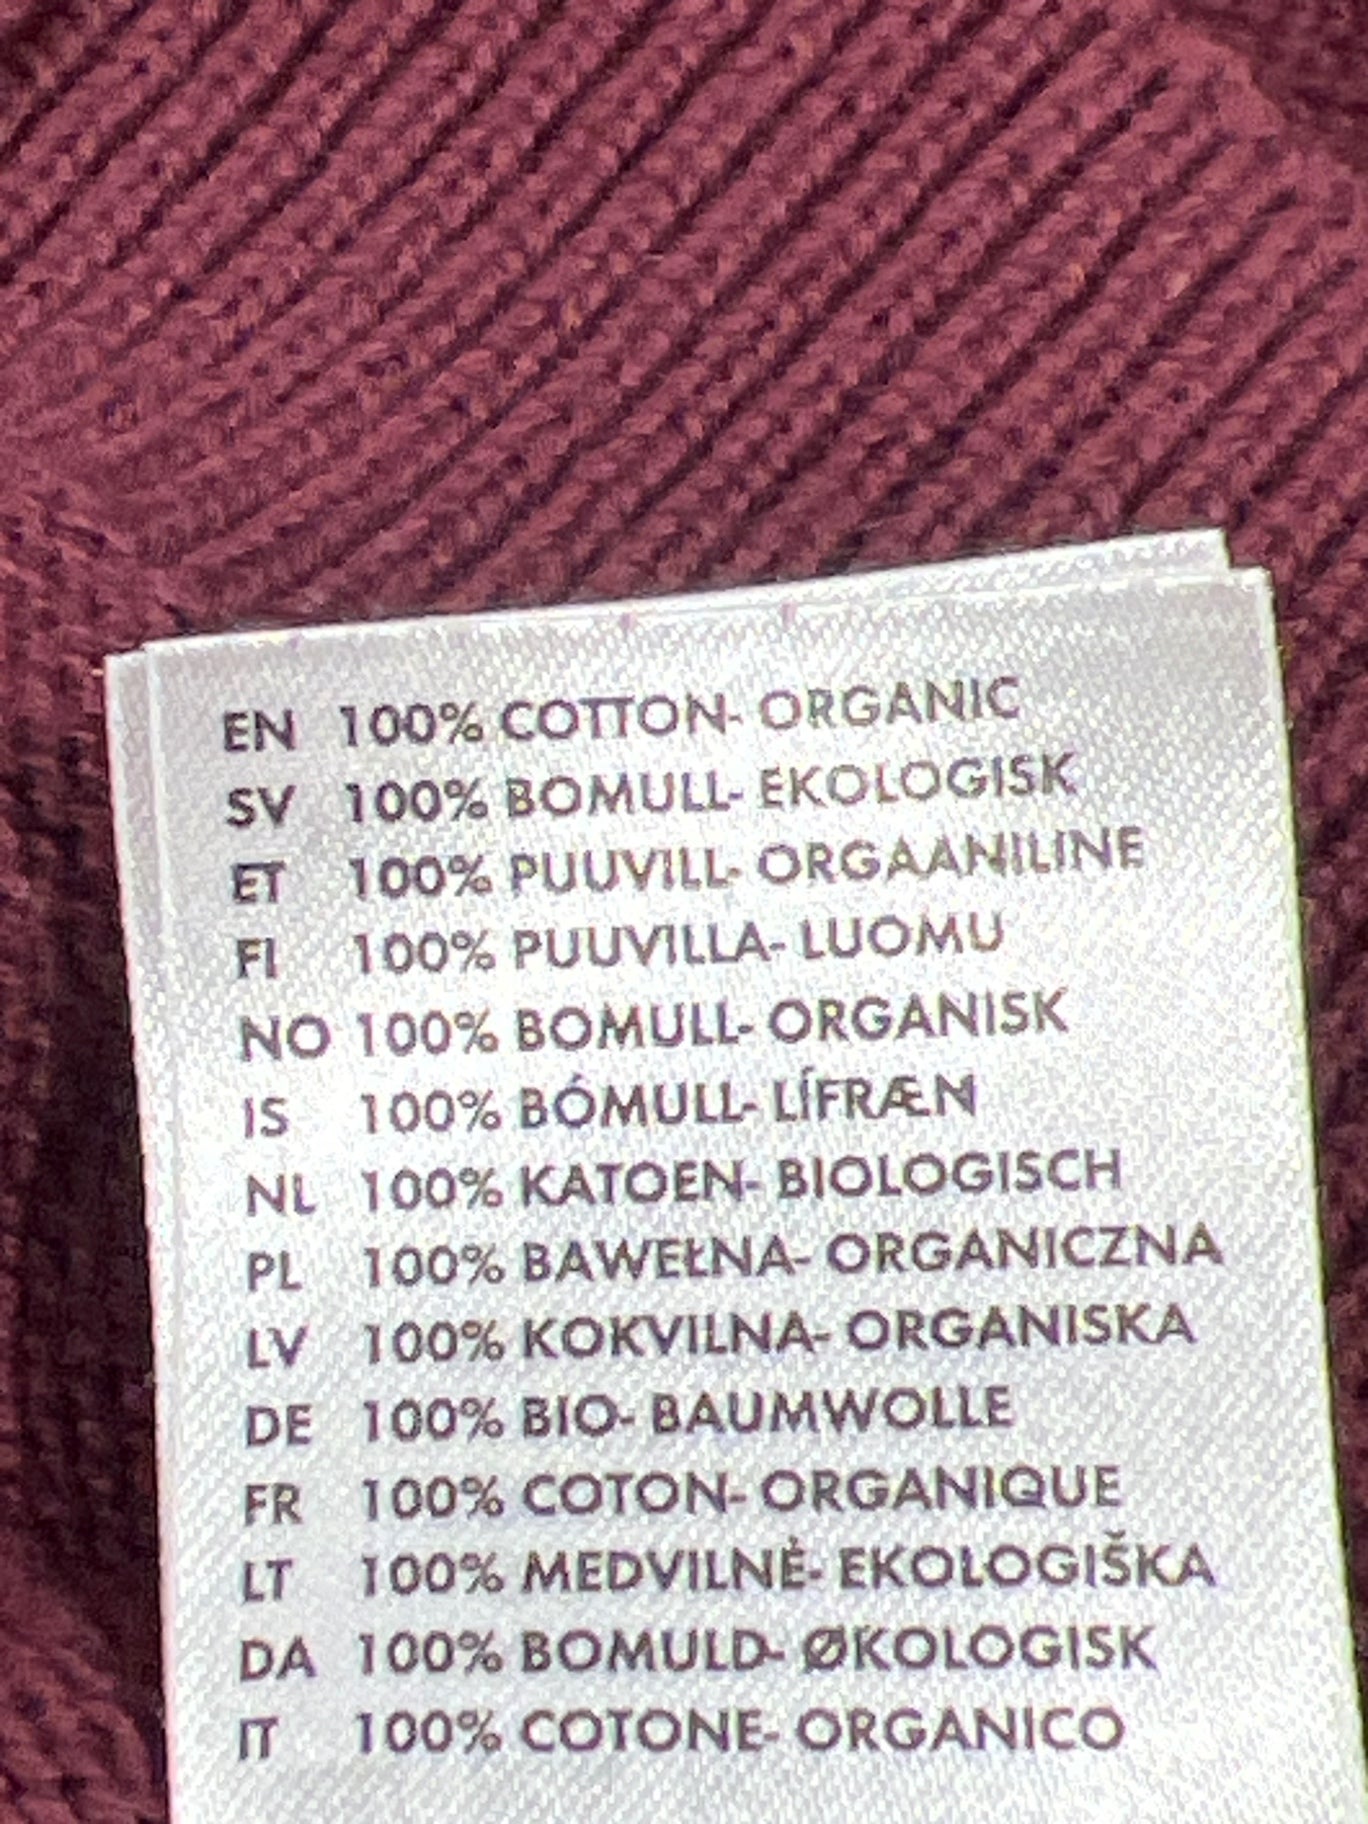 EN 100% COTTON- ORGANIC
SV 100% BOMULL- EKOLOGISK
ET 100% PUUVILL- ORGAANILINE
FI 100% PUUVILLA- LUOMU
NO 100% BOMULL- ORGANISK
IS 100% BÓMULL- LÍFRÆN
NL 100% KATOEN- BIOLOGISCH
PL 100% BAWEŁNA- ORGANICZNA
LV 100% KOKVILNA- ORGANISKA
DE 100% BIO- BAUMWOLLE
FR 100% COTON- ORGANIQUE
LT 100% MEDVILNĖ- EKOLOGIŠKA
DA 100% BOMULD- ØKOLOGISK
IT 100% COTONE- ORGANICO